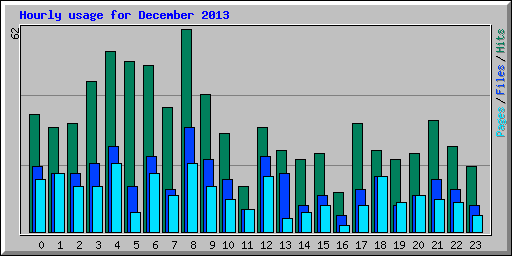 Hourly usage for December 2013
62
Pages/Files/Hits
0 1 2 3 4 5 6 7 8 9 10 11 12 13 14 15 16 17 18 19 20 21 22 23